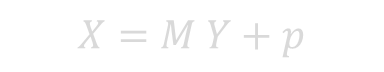 X = M Y + p